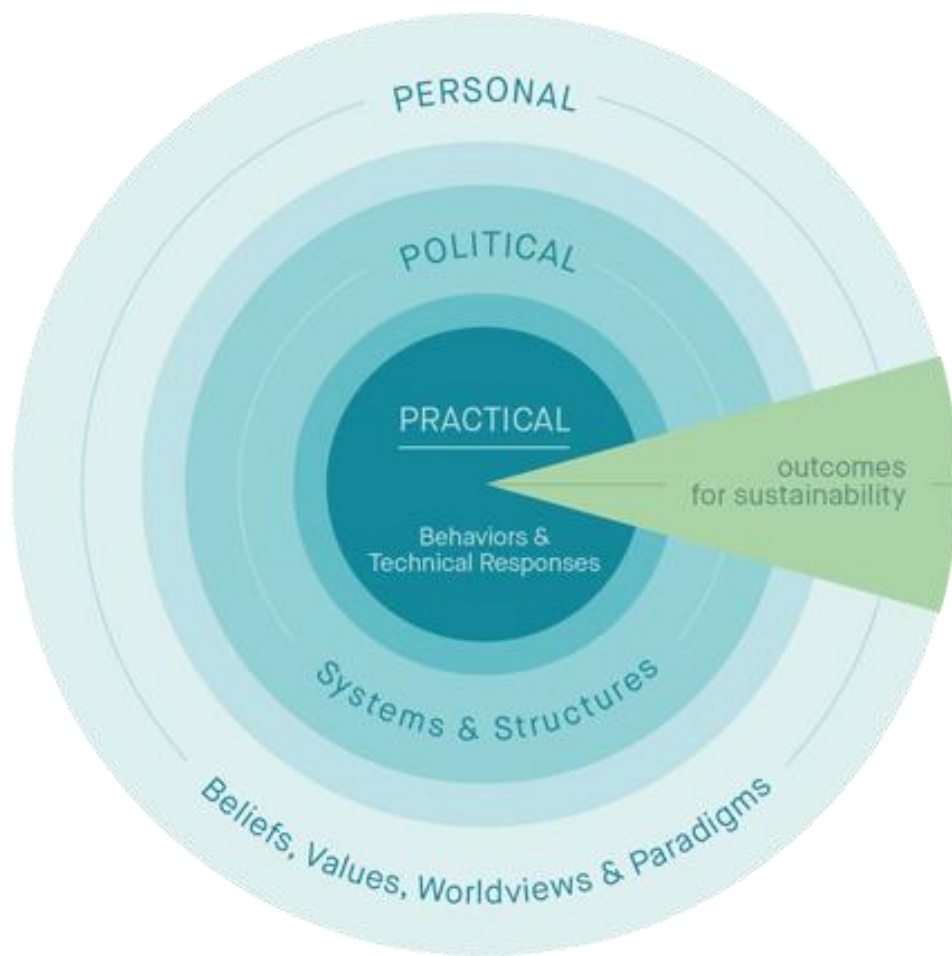 PERSONAL
POLITICAL
PRACTICAL
outcomes
for sustainability
Behaviors &
Technical Responses
Systems & Structures
Beliefs, Values, Worldviews & Paradigms